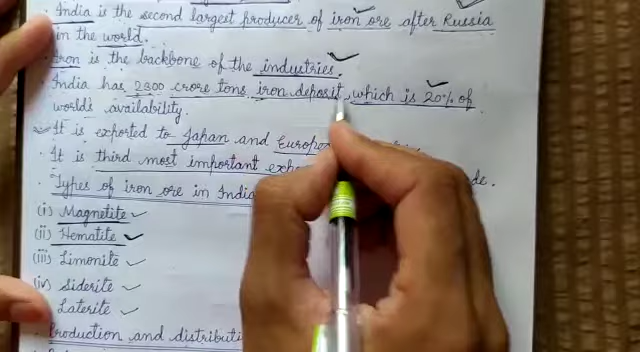 · India is the second largest producer of iron ore after Russia
in the world.
· Iron is the backbone of the industries.
· India has 2300 crore tons iron deposit, which is 20% of
world's availability.
· It is exported to Japan and
· It is third most important
· Types of iron ore in India
(i) Magnetite
(ii) Hematite
(iii) Limonite
(iv) Siderite
Laterite
· Production and